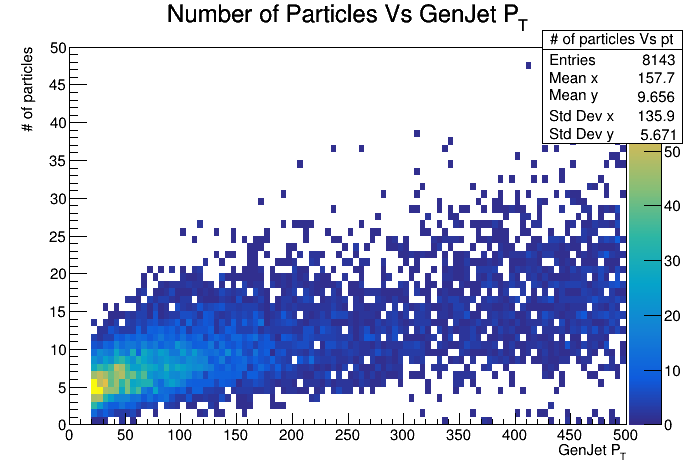 Number of Particles Vs GenJet P_T
# of particles Vs pt
Entries 8143
Mean x 157.7
Mean y 9.656
Std Dev x 135.9
Std Dev y 5.671
# of particles
50
45
40
35
30
25
20
15
10
5
0
50
40
30
20
10
0
0 50 100 150 200 250 300 350 400 450 500
GenJet P_T